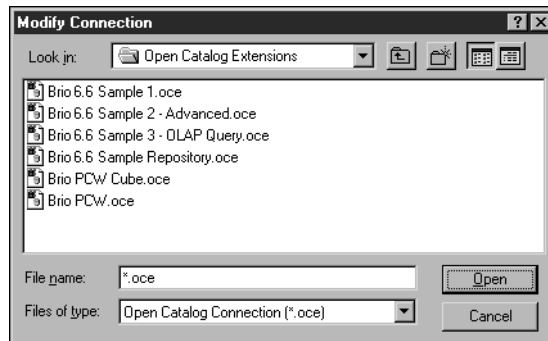 Modify Connection
Look in: Open Catalog Extensions
Brio 6.6 Sample 1.oce
Brio 6.6 Sample 2 - Advanced.oce
Brio 6.6 Sample 3 - OLAP Query.oce
Brio 6.6 Sample Repository.oce
Brio PCW Cube.oce
Brio PCW.oce
File name: *.oce Open
Files of type: Open Catalog Connection (*.oce) Cancel